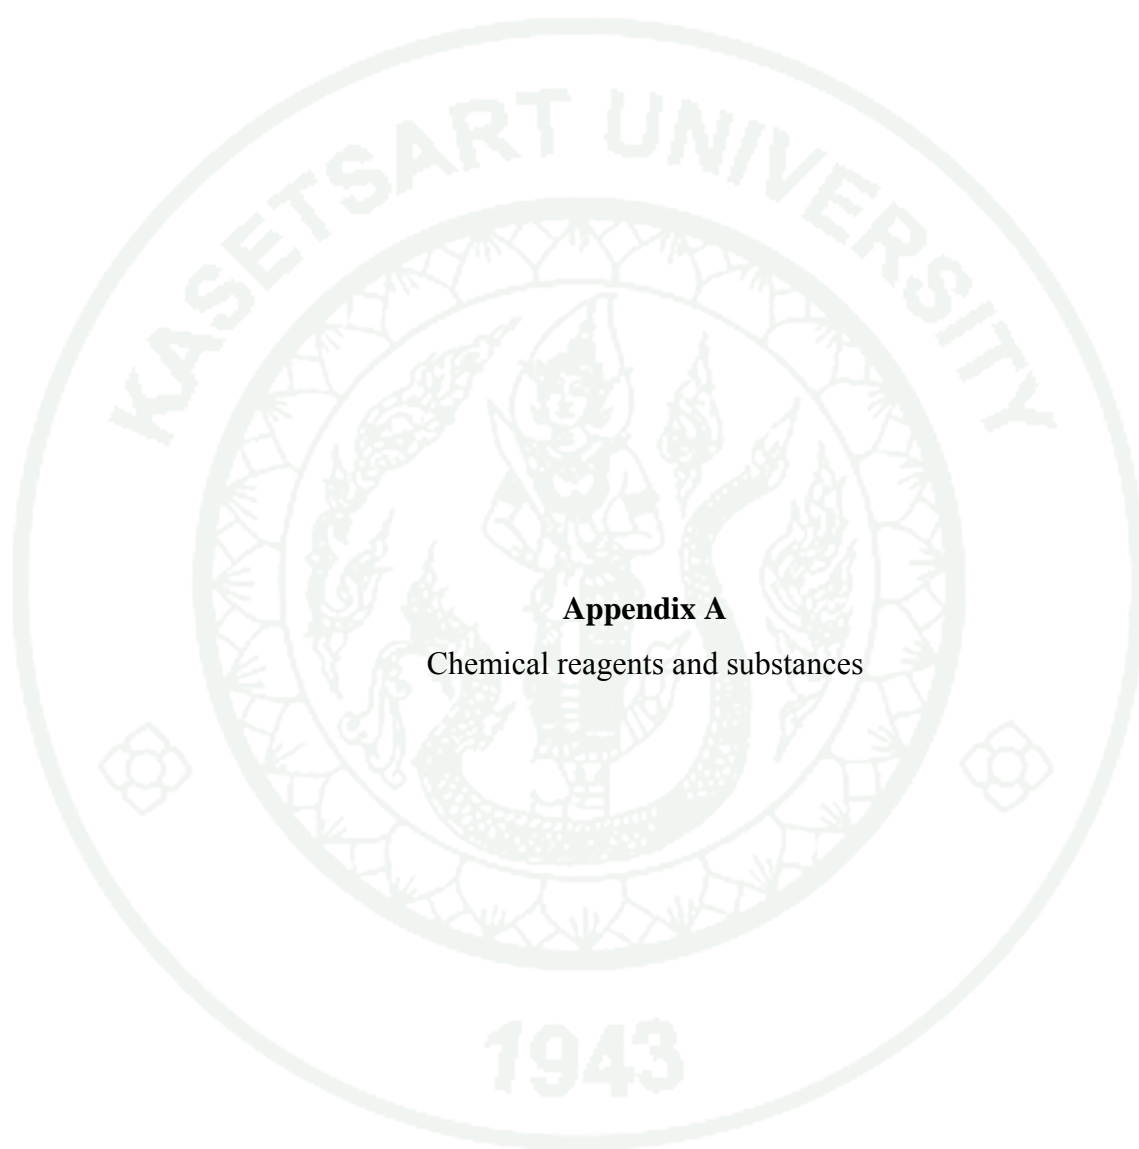 KASETSART UNIVERSITY
Appendix A
Chemical reagents and substances
1943